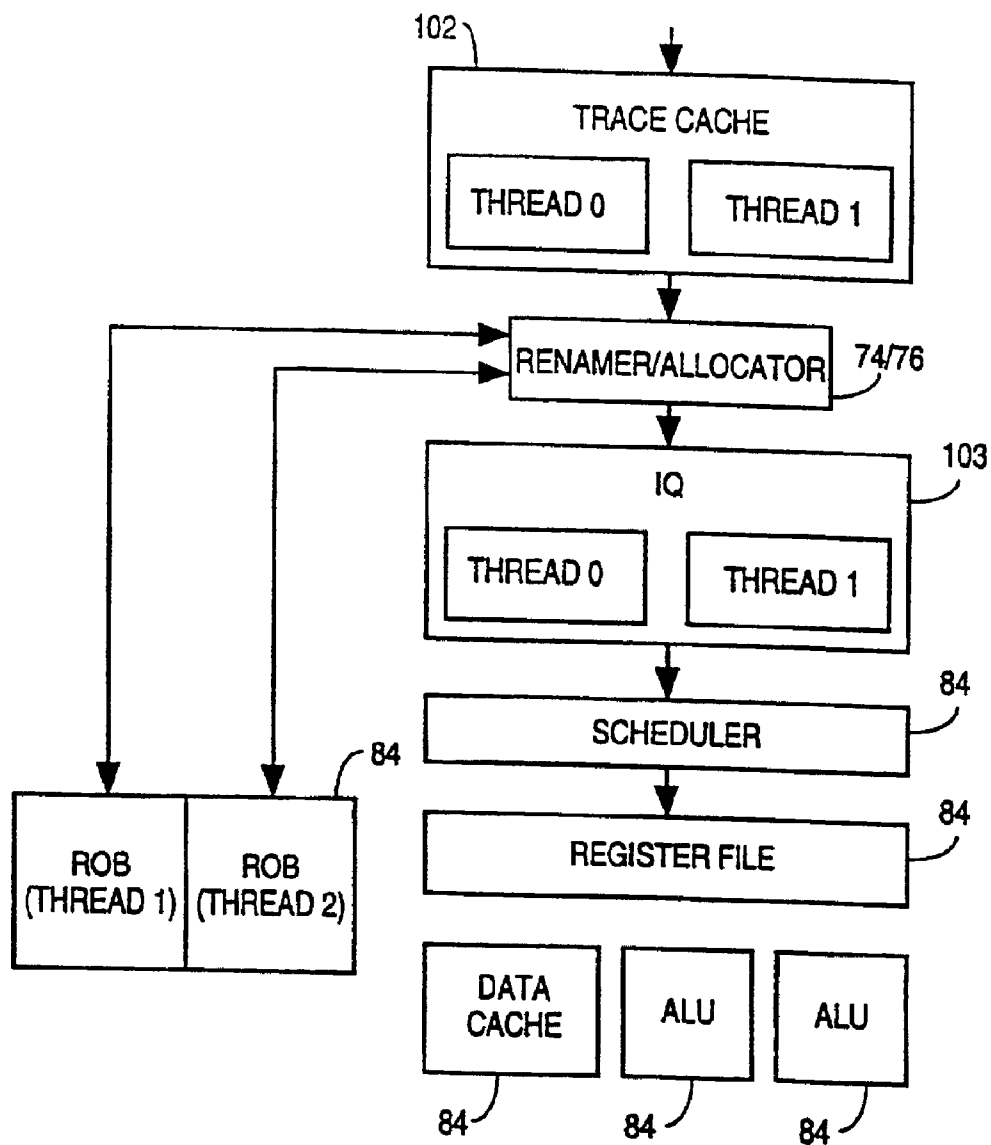 102
TRACE CACHE
THREAD 0
THREAD 1
RENAMER/ALLOCATOR
74/76
103
IQ
THREAD 0
THREAD 1
84
SCHEDULER
84
84
REGISTER FILE
ROB
(THREAD 1)
ROB
(THREAD 2)
DATA
CACHE
ALU
ALU
84
84
84